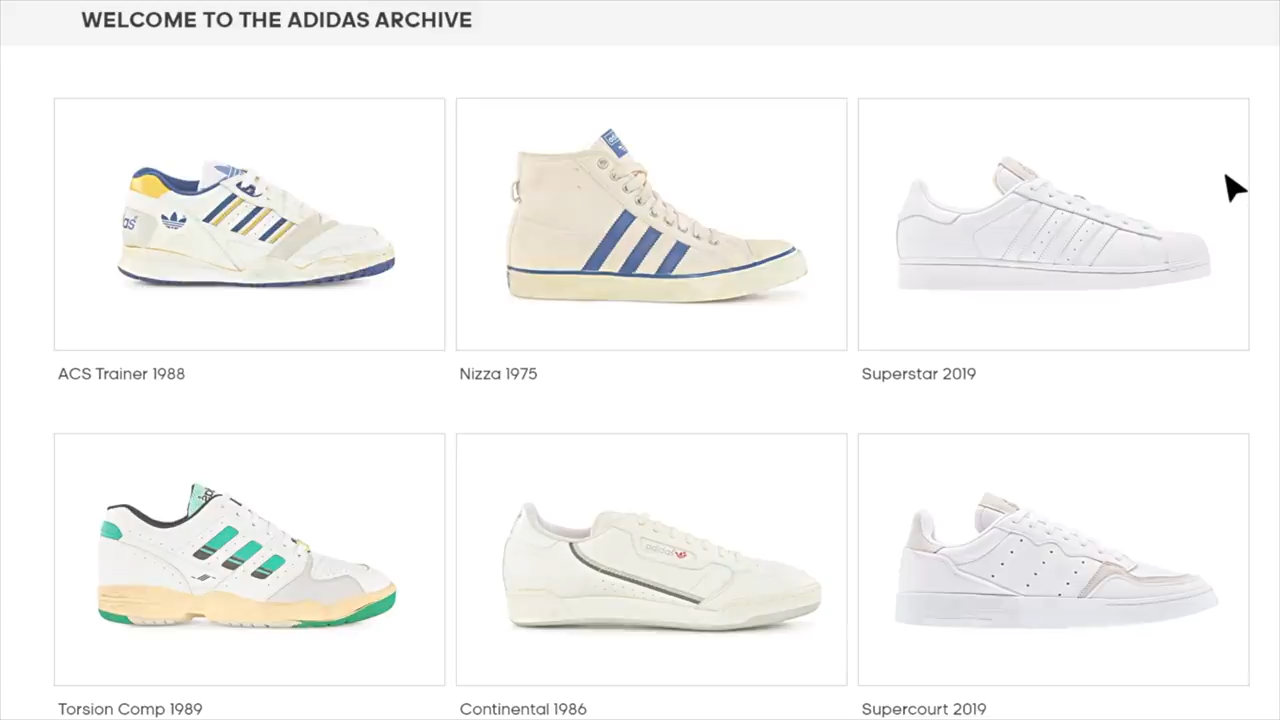 WELCOME TO THE ADIDAS ARCHIVE
ACS Trainer 1988
Nizza 1975
Superstar 2019
adidas
Torsion Comp 1989
Continental 1986
Supercourt 2019